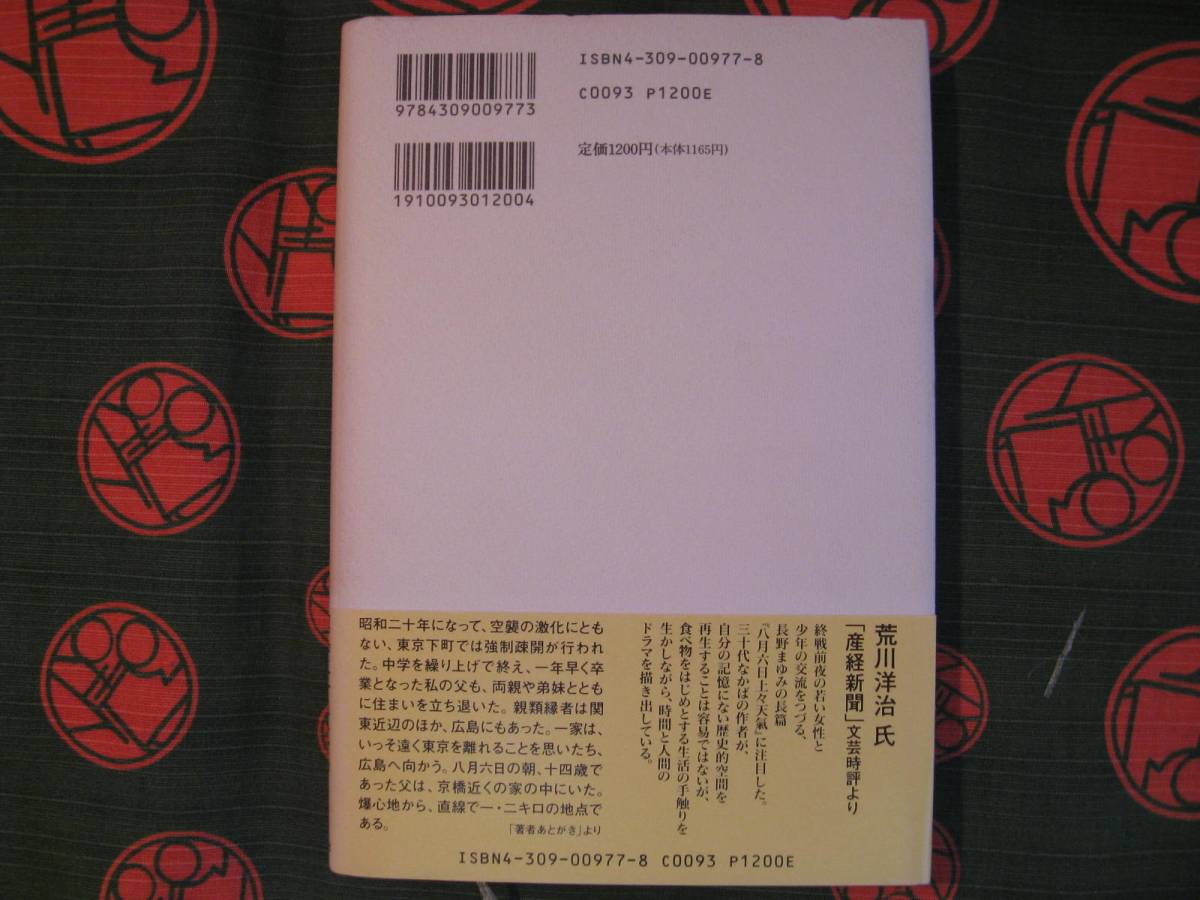 ISBN4-309-00977-8
C0093 P1200E
9784309009773
定価1200円(本体1165円)
1910093012004
荒川洋治 氏
「産経新聞」文芸時評より
終戦前夜の若い女性と
少年の交流をつづる、
長野まゆみの長篇
『八月六日上々天氣』に注目した。
三十代なかばの作者が、
自分の記憶にない歴史的空間を
再生することは容易ではないが、
食べ物をはじめとする生活の手触りを
生かしながら、時間と人間の
ドラマを描き出している。
昭和二十年になって、空襲の激化にとも
ない、東京下町では強制疎開が行われ
た。中学を繰り上げで終え、一年早く卒
業となった私の父も、両親や弟妹ととも
に住まいを立ち退いた。親類縁者は関
東近辺のほか、広島にもあった。一家は、
いっそ遠く東京を離れることを思いたち、
広島へ向かう。八月六日の朝、十四歳で
あった父は、京橋近くの家の中にいた。
爆心地から、直線で一・二キロの地点で
ある。
「著者あとがき」より
ISBN4-309-00977-8 C0093 P1200E